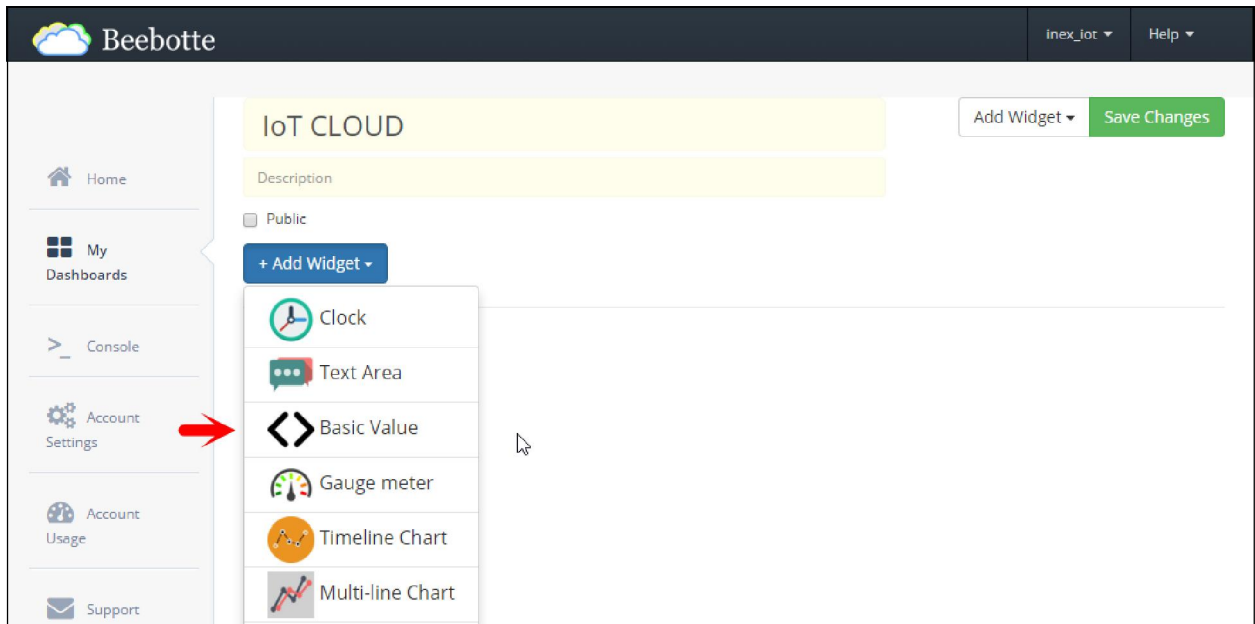 Beebotte
inex_iot
Help
IoT CLOUD
Add Widget
Save Changes
Description
Public
+ Add Widget
Home
My
Dashboards
Console
Account
Settings
Account
Usage
Support
Clock
Text Area
Basic Value
Gauge meter
Timeline Chart
Multi-line Chart